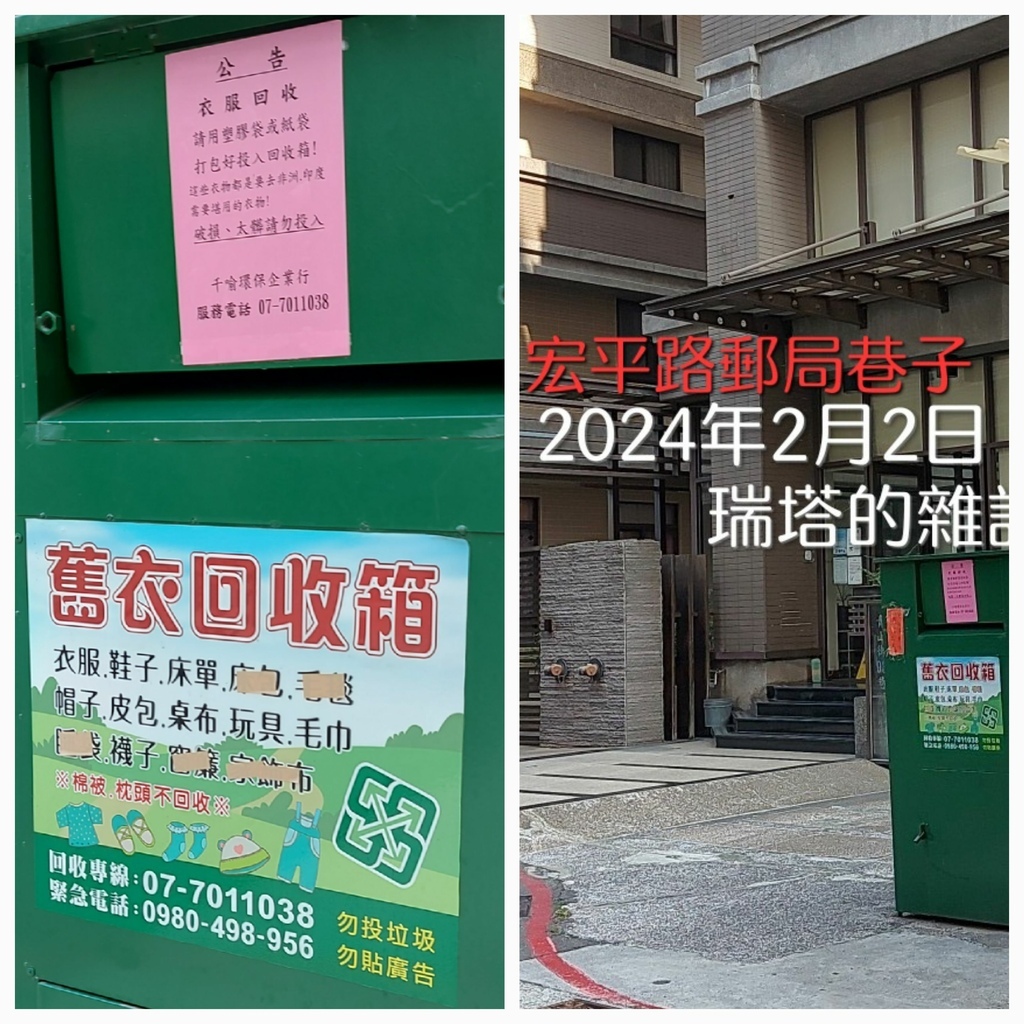 公告
衣服回收
請用塑膠袋或紙袋
打包好投入回收箱!
這些衣物都是要去非洲.印度
需要堪用的衣物!
破損、太髒請勿投入
千喻環保企業行
服務電話 07-7011038
舊衣回收箱
衣服.鞋子.床單.
帽子.皮包.桌布.玩具.毛巾
襪子.
※棉被.枕頭不回收※
回收專線:07-7011038
緊急電話:0980-498-956
勿投垃圾
勿貼廣告
宏平路郵局巷子
2024年2月2日
瑞塔的雜
公告
舊衣回收箱
07-7011038
0980-498-956